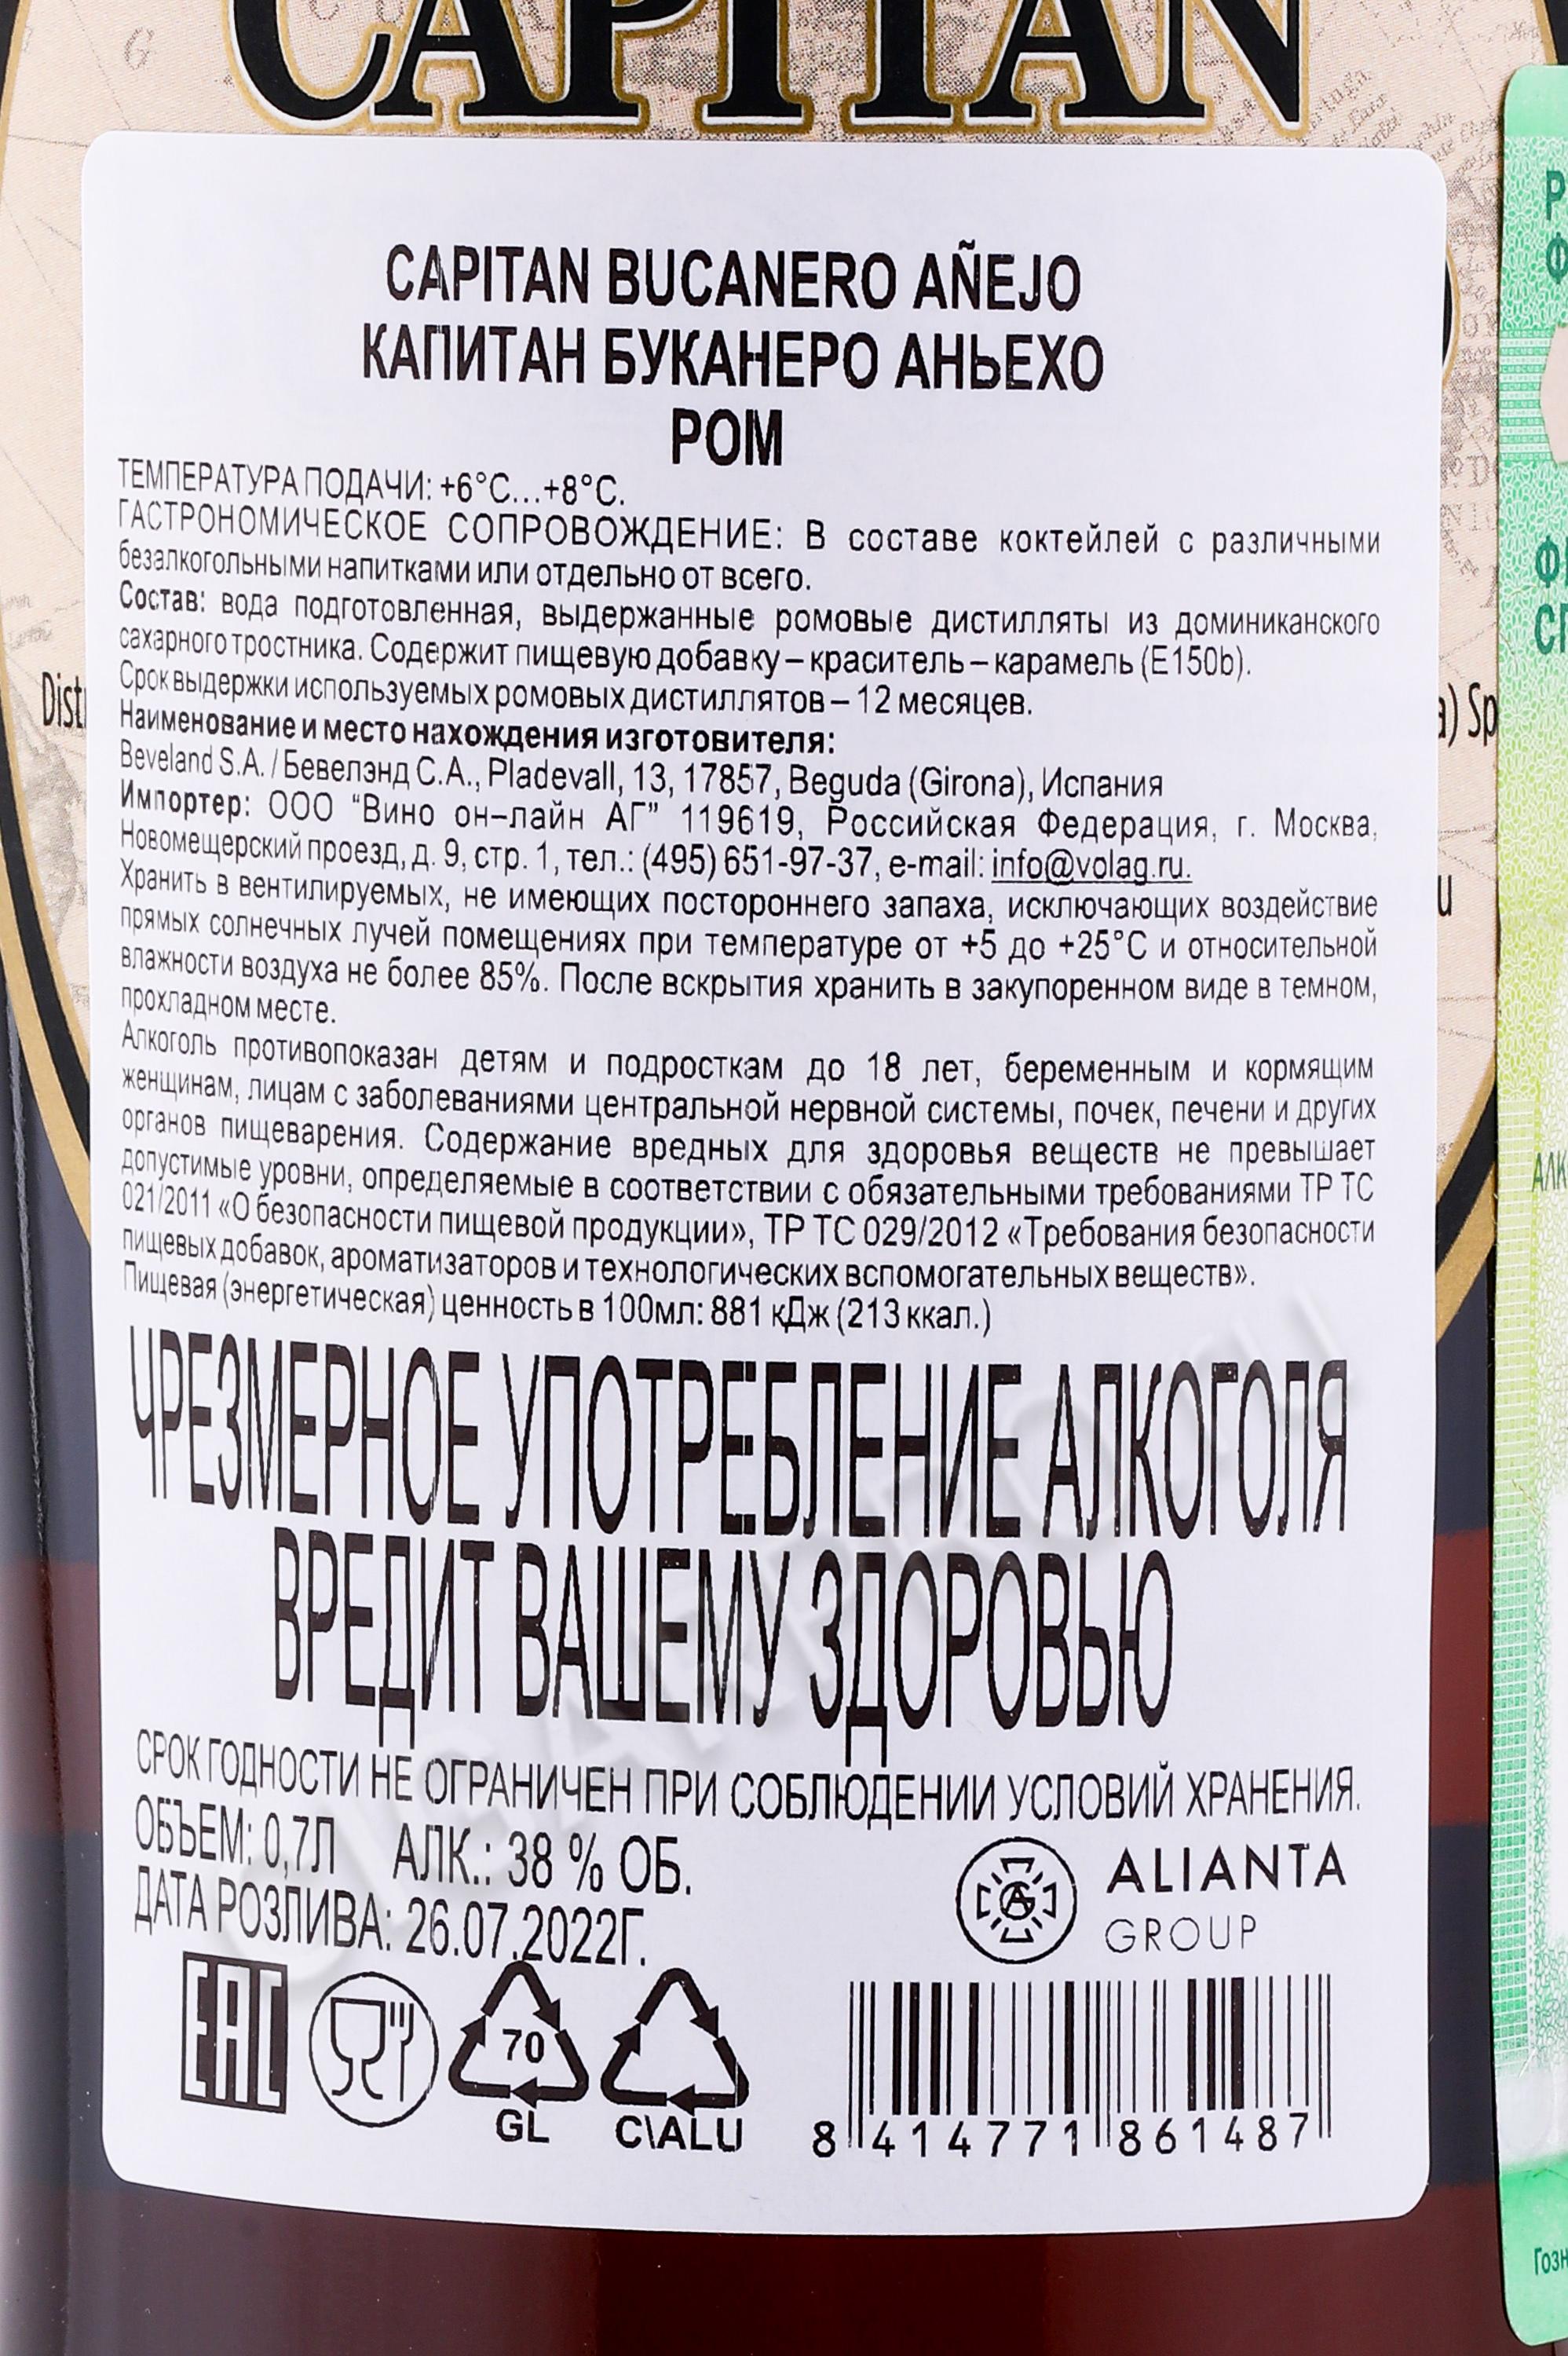 CAPITAN
CAPITAN BUCANERO AÑEJO
КАПИТАН БУКАНЕРО АНЬЕХО
РОМ
ТЕМПЕРАТУРА ПОДАЧИ: +6°С...+8°С.
ГАСТРОНОМИЧЕСКОЕ СОПРОВОЖДЕНИЕ: В составе коктейлей с различными
безалкогольными напитками или отдельно от всего.
Состав: вода подготовленная, выдержанные ромовые дистилляты из доминиканского
сахарного тростника. Содержит пищевую добавку – краситель – карамель (Е150b).
Срок выдержки используемых ромовых дистиллятов – 12 месяцев.
Наименование и место нахождения изготовителя:
Beveland S.A. / Бевелэнд С.А., Pladevall, 13, 17857, Beguda (Girona), Испания
Импортер: ООО “Вино он–лайн АГ” 119619, Российская Федерация, г. Москва,
Новомещерский проезд, д. 9, стр. 1, тел.: (495) 651-97-37, e-mail: info@volag.ru.
Хранить в вентилируемых, не имеющих постороннего запаха, исключающих воздействие
прямых солнечных лучей помещениях при температуре от +5 до +25°С и относительной
влажности воздуха не более 85%. После вскрытия хранить в закупоренном виде в темном,
прохладном месте.
Алкоголь противопоказан детям и подросткам до 18 лет, беременным и кормящим
женщинам, лицам с заболеваниями центральной нервной системы, почек, печени и других
органов пищеварения. Содержание вредных для здоровья веществ не превышает
допустимые уровни, определяемые в соответствии с обязательными требованиями ТР ТС
021/2011 «О безопасности пищевой продукции», ТР ТС 029/2012 «Требования безопасности
пищевых добавок, ароматизаторов и технологических вспомогательных веществ».
Пищевая (энергетическая) ценность в 100мл: 881 кДж (213 ккал.)
ЧРЕЗМЕРНОЕ УПОТРЕБЛЕНИЕ АЛКОГОЛЯ
ВРЕДИТ ВАШЕМУ ЗДОРОВЬЮ
СРОК ГОДНОСТИ НЕ ОГРАНИЧЕН ПРИ СОБЛЮДЕНИИ УСЛОВИЙ ХРАНЕНИЯ.
ОБЪЕМ: 0,7Л АЛК.: 38 % ОБ.
ДАТА РОЗЛИВА: 26.07.2022Г.
ALIANTA
GROUP
EAC
70
GL
C\ALU
8 414771 861487